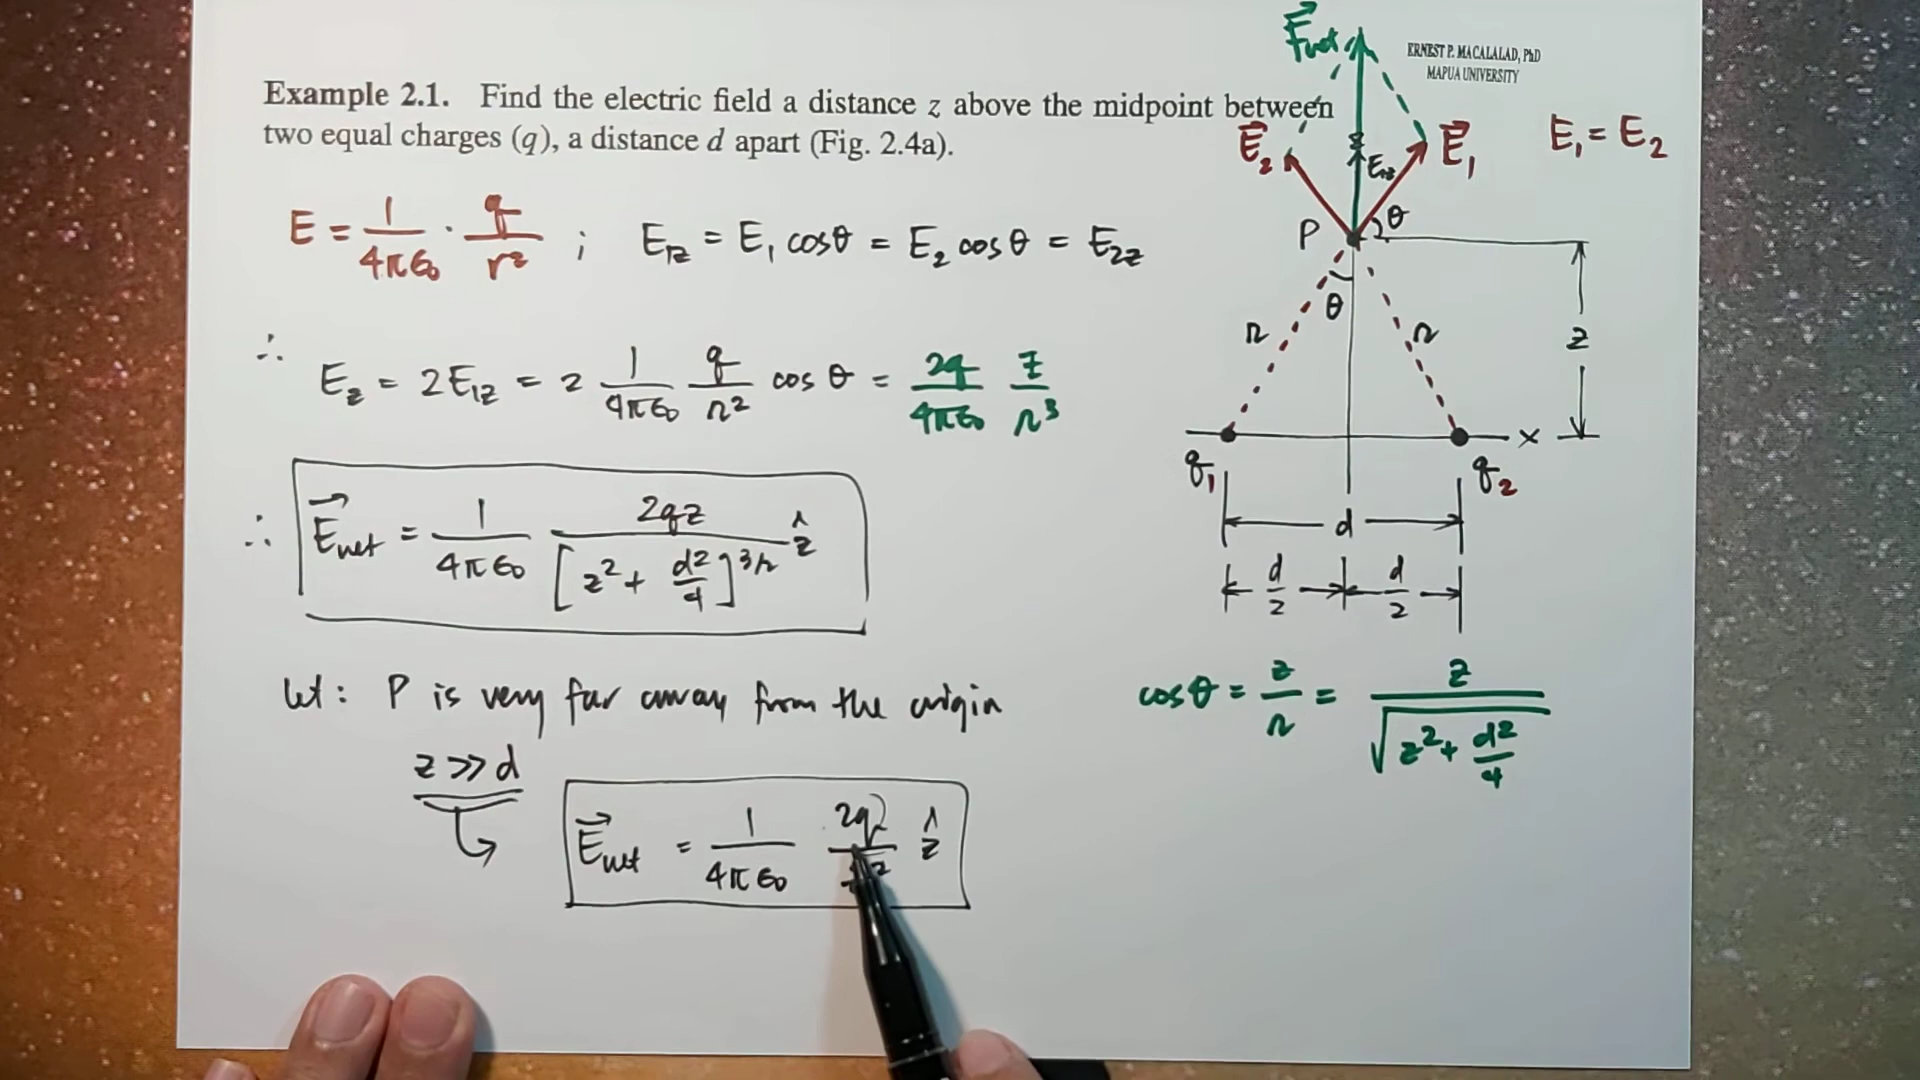 ERNEST P. MACALALAD, PhD
MAPUA UNIVERSITY
Example 2.1. Find the electric field a distance z above the midpoint between
two equal charges (q), a distance d apart (Fig. 2.4a).
E = 1/4πϵ₀ · q/r² ; E₁z = E₁ cosθ = E₂ cosθ = E₂z
∴ Ez = 2E₁z = 2 1/4πϵ₀ q/r² cos θ = 2q/4πϵ₀ z/r³
∴ E⃗net = 1/4πϵ₀ 2qz/[z² + d²/4]^3/2 ẑ
let: P is very far away from the origin
z >> d
E⃗net = 1/4πϵ₀ 2q/z² ẑ
E⃗net
E⃗₂
E⃗₁
E₁ = E₂
E₁z
P
θ
θ
r
r
z
x
q₁
q₂
d
d/2
d/2
cosθ = z/r = z/√z² + d²/4